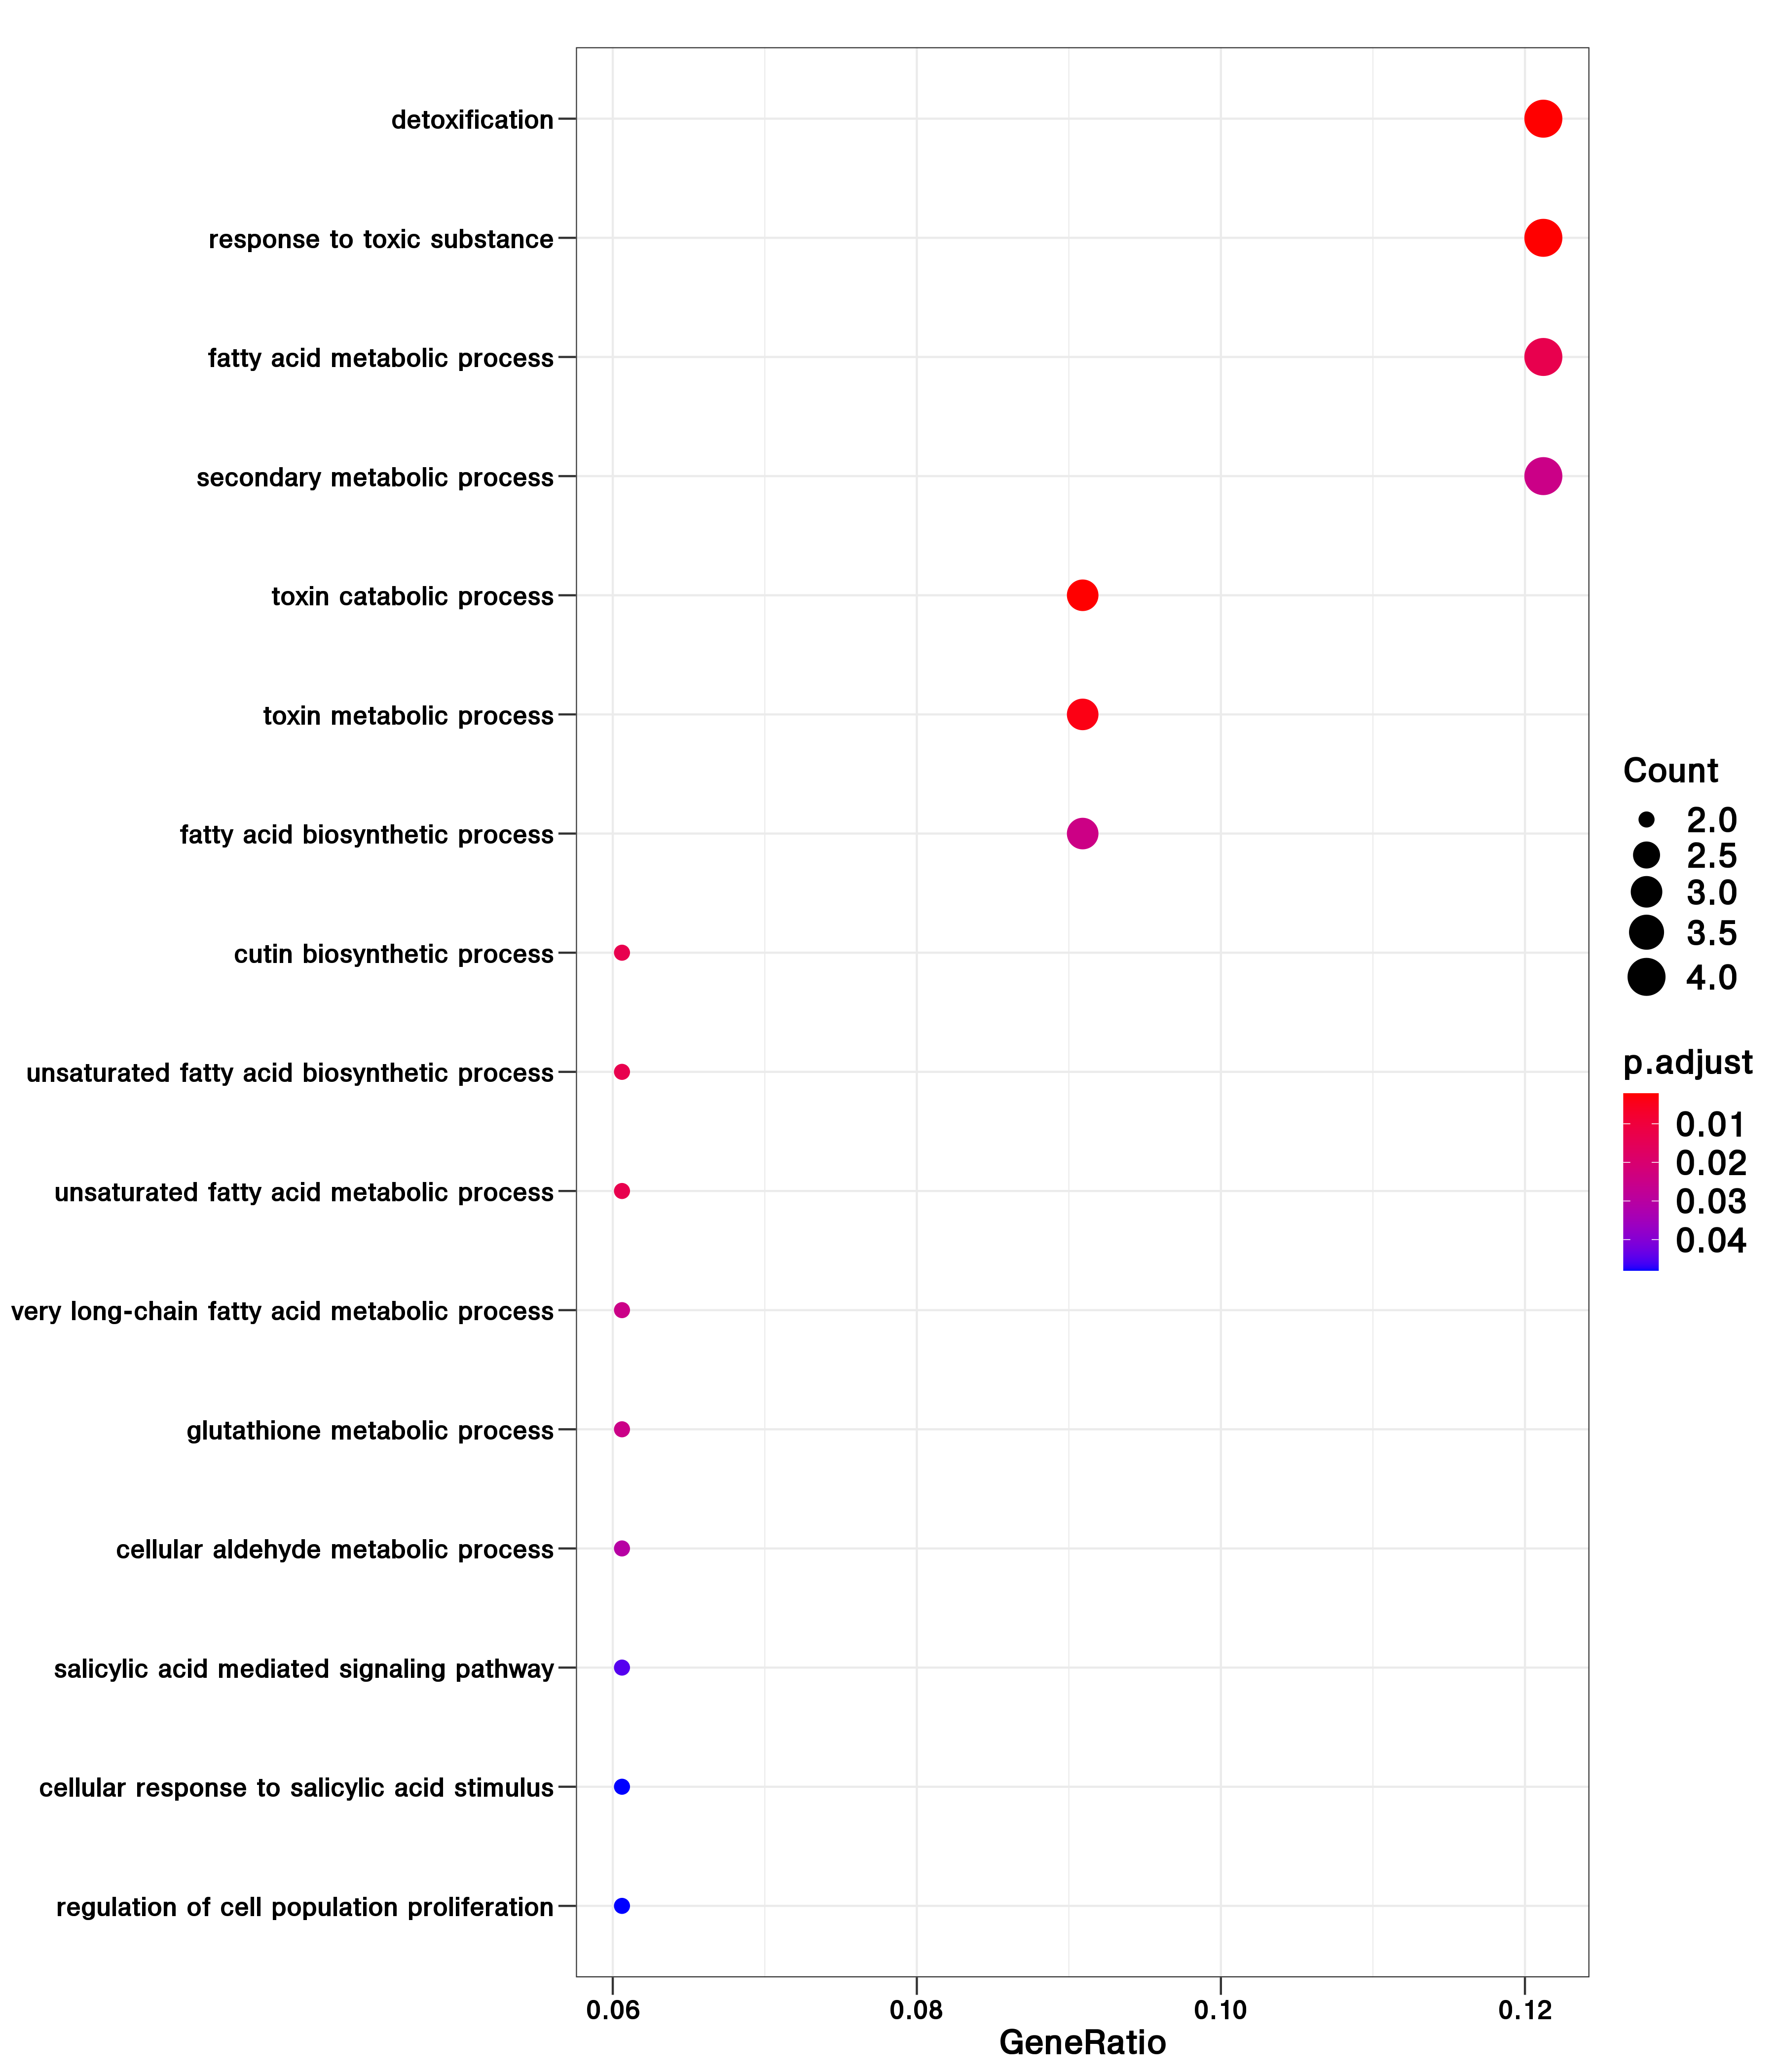 detoxification
response to toxic substance
fatty acid metabolic process
secondary metabolic process
toxin catabolic process
toxin metabolic process
fatty acid biosynthetic process
cutin biosynthetic process
unsaturated fatty acid biosynthetic process
unsaturated fatty acid metabolic process
very long-chain fatty acid metabolic process
glutathione metabolic process
cellular aldehyde metabolic process
salicylic acid mediated signaling pathway
cellular response to salicylic acid stimulus
regulation of cell population proliferation
0.06 0.08 0.10 0.12
GeneRatio
Count
2.0
2.5
3.0
3.5
4.0
p.adjust
0.01
0.02
0.03
0.04